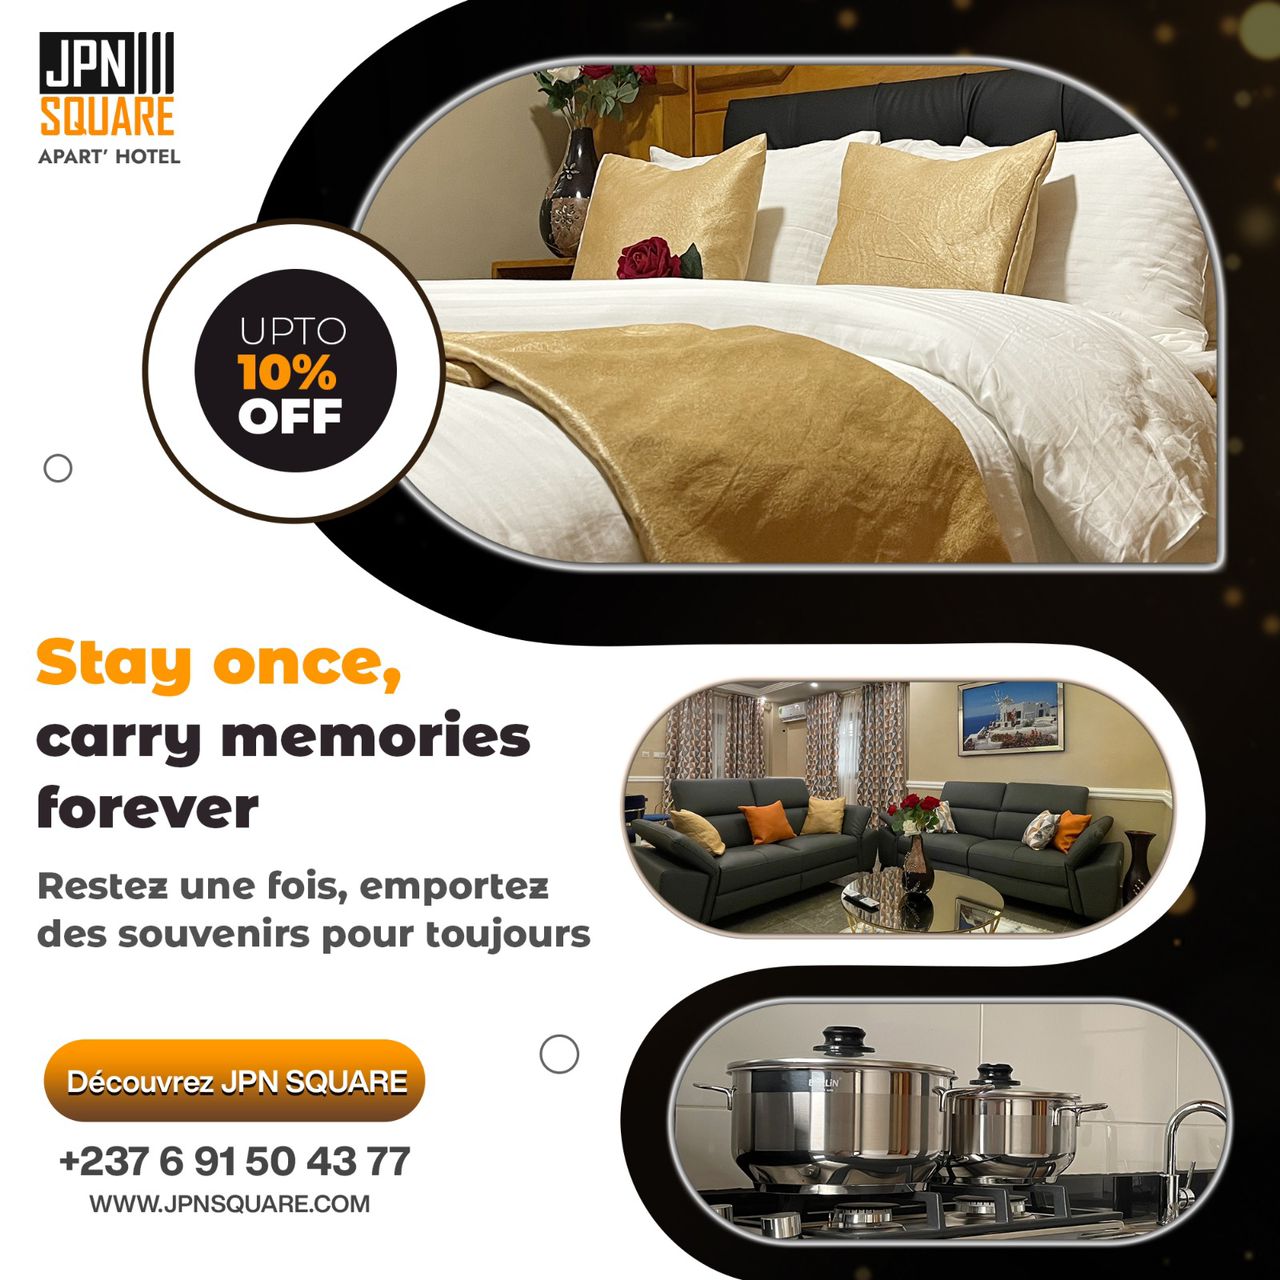 JPN
SQUARE
APART' HOTEL
UPTO
10%
OFF
Stay once,
carry memories
forever
Restez une fois, emportez
des souvenirs pour toujours
Découvrez JPN SQUARE
+237 6 91 50 43 77
WWW.JPNSQUARE.COM